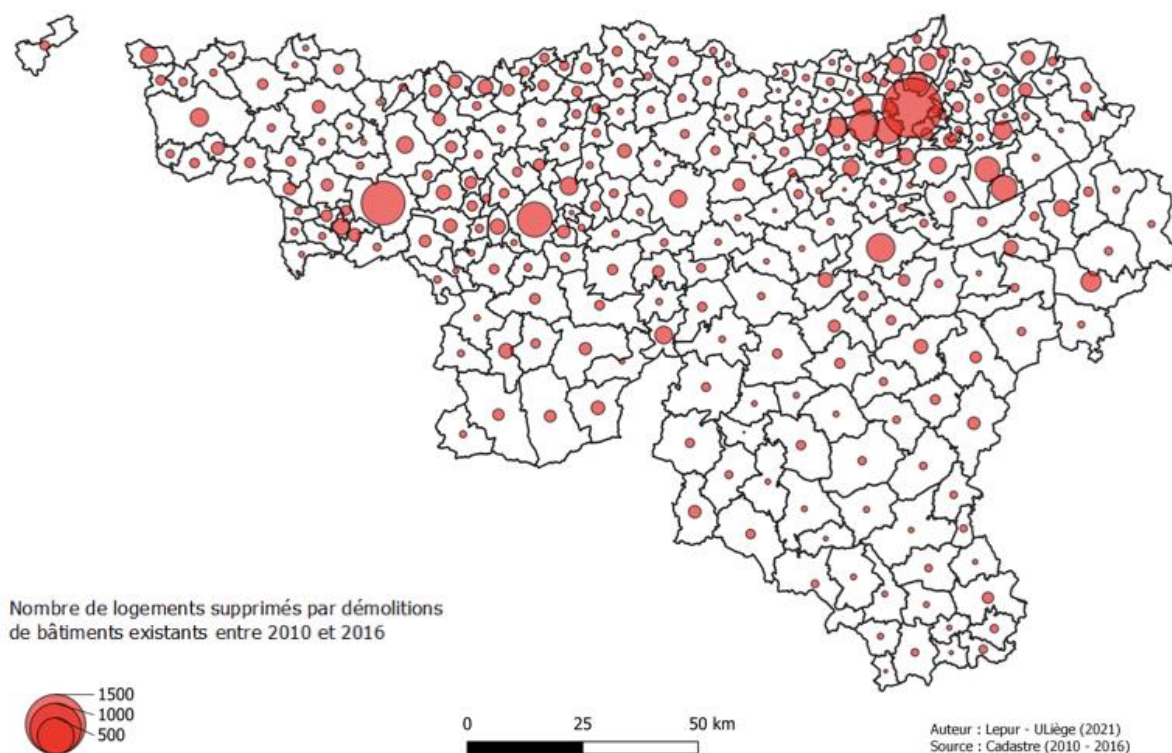 Nombre de logements supprimés par démolitions
de bâtiments existants entre 2010 et 2016
1500
1000
500
0 25 50 km
Auteur : Lepur - ULiège (2021)
Source : Cadastre (2010 - 2016)